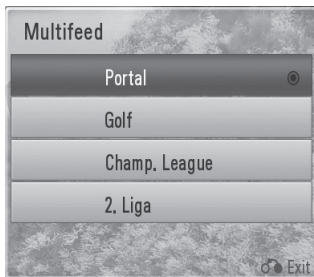 Multifeed
Portal
Golf
Champ. League
2. Liga
Exit